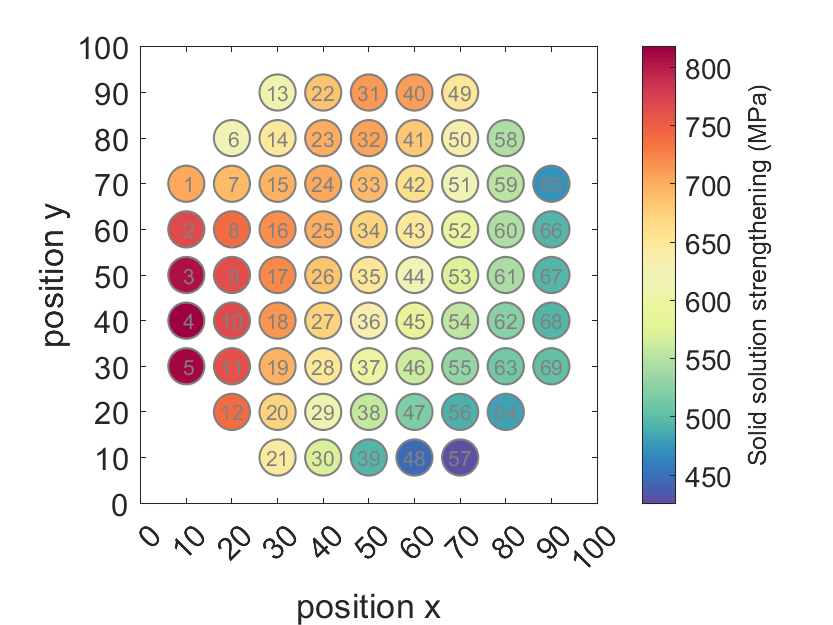 100
90
80
70
60
50
40
30
20
10
0
position y
13 22 31 40 49
6 14 23 32 41 50 58
1 7 15 24 33 42 51 59 65
2 8 16 25 34 43 52 60 66
3 9 17 26 35 44 53 61 67
4 10 18 27 36 45 54 62 68
5 11 19 28 37 46 55 63 69
12 20 29 38 47 56 64
21 30 39 48 57
0 10 20 30 40 50 60 70 80 90 100
position x
800
750
700
650
600
550
500
450
Solid solution strengthening (MPa)